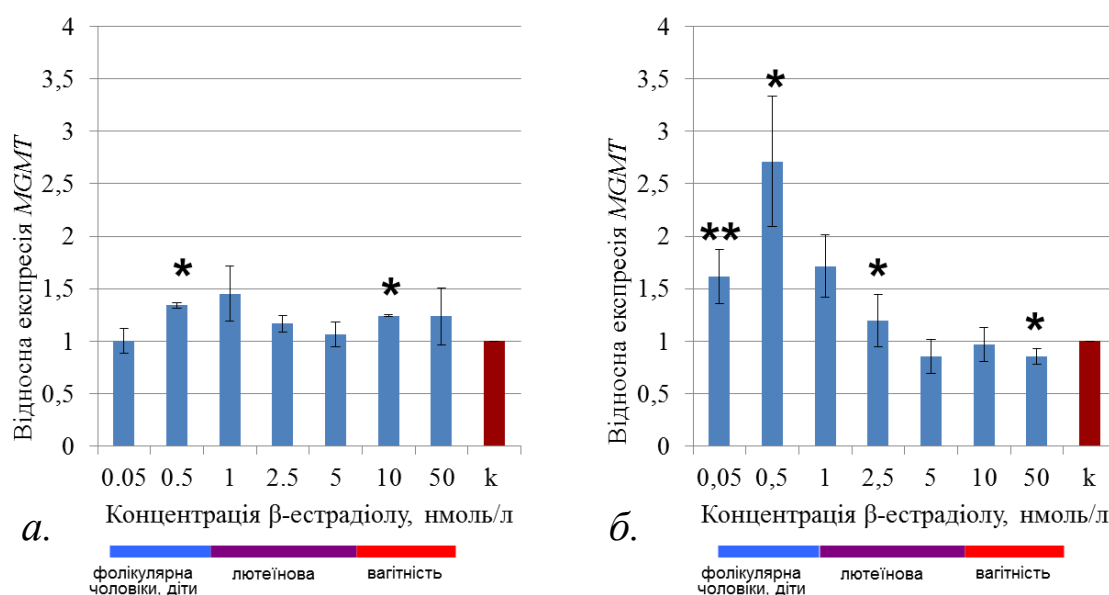 Відносна експресія MGMT
4
3,5
3
2,5
2
1,5
1
0,5
0
*
*
0.05 0.5 1 2.5 5 10 50 k
Концентрація β-естрадіолу, нмоль/л
а.
фолікулярна
чоловіки, діти
лютеїнова
вагітність
Відносна експресія MGMT
4
3,5
3
2,5
2
1,5
1
0,5
0
**
*
*
*
0,05 0,5 1 2,5 5 10 50 k
Концентрація β-естрадіолу, нмоль/л
б.
фолікулярна
чоловіки, діти
лютеїнова
вагітність